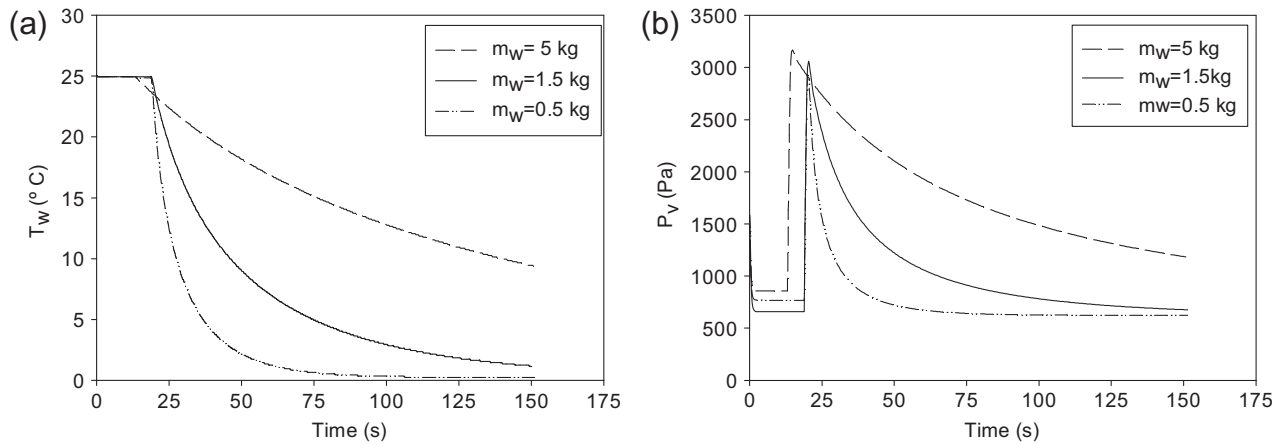 (a)
30
25
20
15
10
5
0
T_W (º C)
0 25 50 75 100 125 150 175
Time (s)
m_W= 5 kg
m_W=1.5 kg
m_W=0.5 kg
(b)
3500
3000
2500
2000
1500
1000
500
0
P_V (Pa)
0 25 50 75 100 125 150 175
Time (s)
m_W=5 kg
m_W=1.5kg
mw=0.5 kg